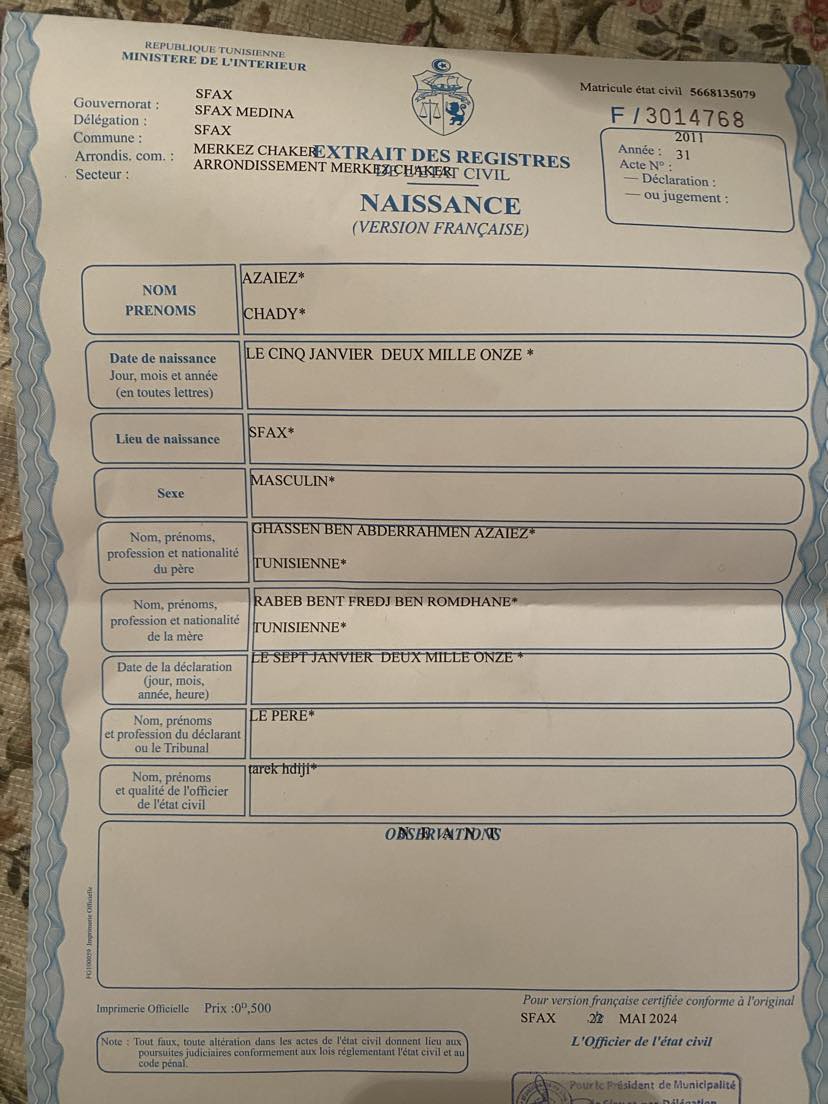 REPUBLIQUE TUNISIENNE
MINISTERE DE L'INTERIEUR
Gouvernorat : SFAX
Délégation : SFAX MEDINA
Commune : SFAX
Arrondis. com. : MERKEZ CHAKER
Secteur : ARRONDISSEMENT MERKEZ CHAKER
Matricule état civil 5668135079
F/3014768
Année : 2011
Acte N° : 31
— Déclaration :
— ou jugement :
EXTRAIT DES REGISTRES
DE L'ETAT CIVIL
NAISSANCE
(VERSION FRANÇAISE)
NOM
PRENOMS
AZAIEZ*
CHADY*
Date de naissance
Jour, mois et année
(en toutes lettres)
LE CINQ JANVIER DEUX MILLE ONZE *
Lieu de naissance
SFAX*
Sexe
MASCULIN*
Nom, prénoms,
profession et nationalité
du père
GHASSEN BEN ABDERRAHMEN AZAIEZ*
TUNISIENNE*
Nom, prénoms,
profession et nationalité
de la mère
RABEB BENT FREDJ BEN ROMDHANE*
TUNISIENNE*
Date de la déclaration
(jour, mois,
année, heure)
LE SEPT JANVIER DEUX MILLE ONZE *
Nom, prénoms
et profession du déclarant
ou le Tribunal
LE PERE*
Nom, prénoms
et qualité de l'officier
de l'état civil
tarek hdiji*
OBSERVATIONS
N E A N T
FG100039 Imprimerie Officielle
Imprimerie Officielle Prix :0ᴰ,500
Pour version française certifiée conforme à l'original
SFAX MAI 2024
L'Officier de l'état civil
Note : Tout faux, toute altération dans les actes de l'état civil donnent lieu aux
poursuites judiciaires conformement aux lois réglementant l'état civil et au
code pénal.
Pour le Président de Municipalité